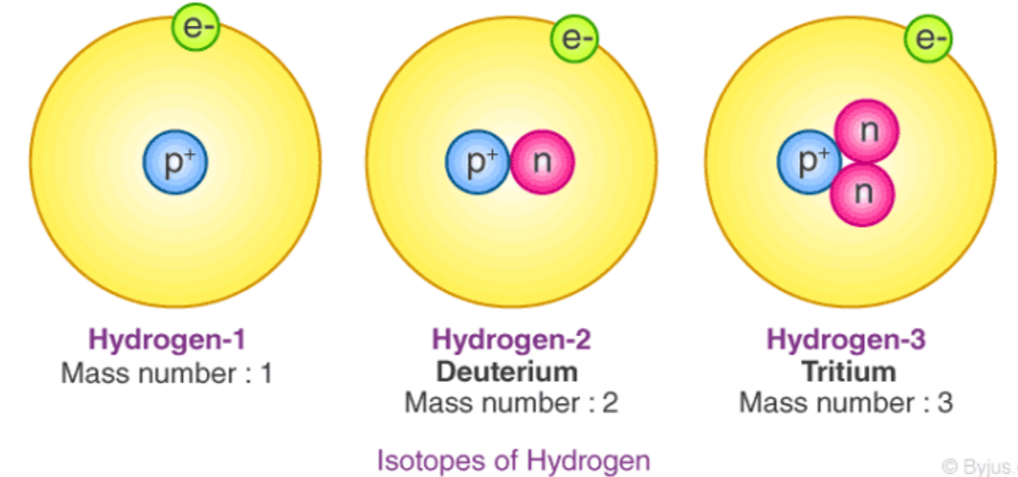 e-
e-
e-
p+
p+ n
p+ n
n
Hydrogen-1
Mass number : 1
Hydrogen-2
Deuterium
Mass number : 2
Hydrogen-3
Tritium
Mass number : 3
Isotopes of Hydrogen
© Byjus.